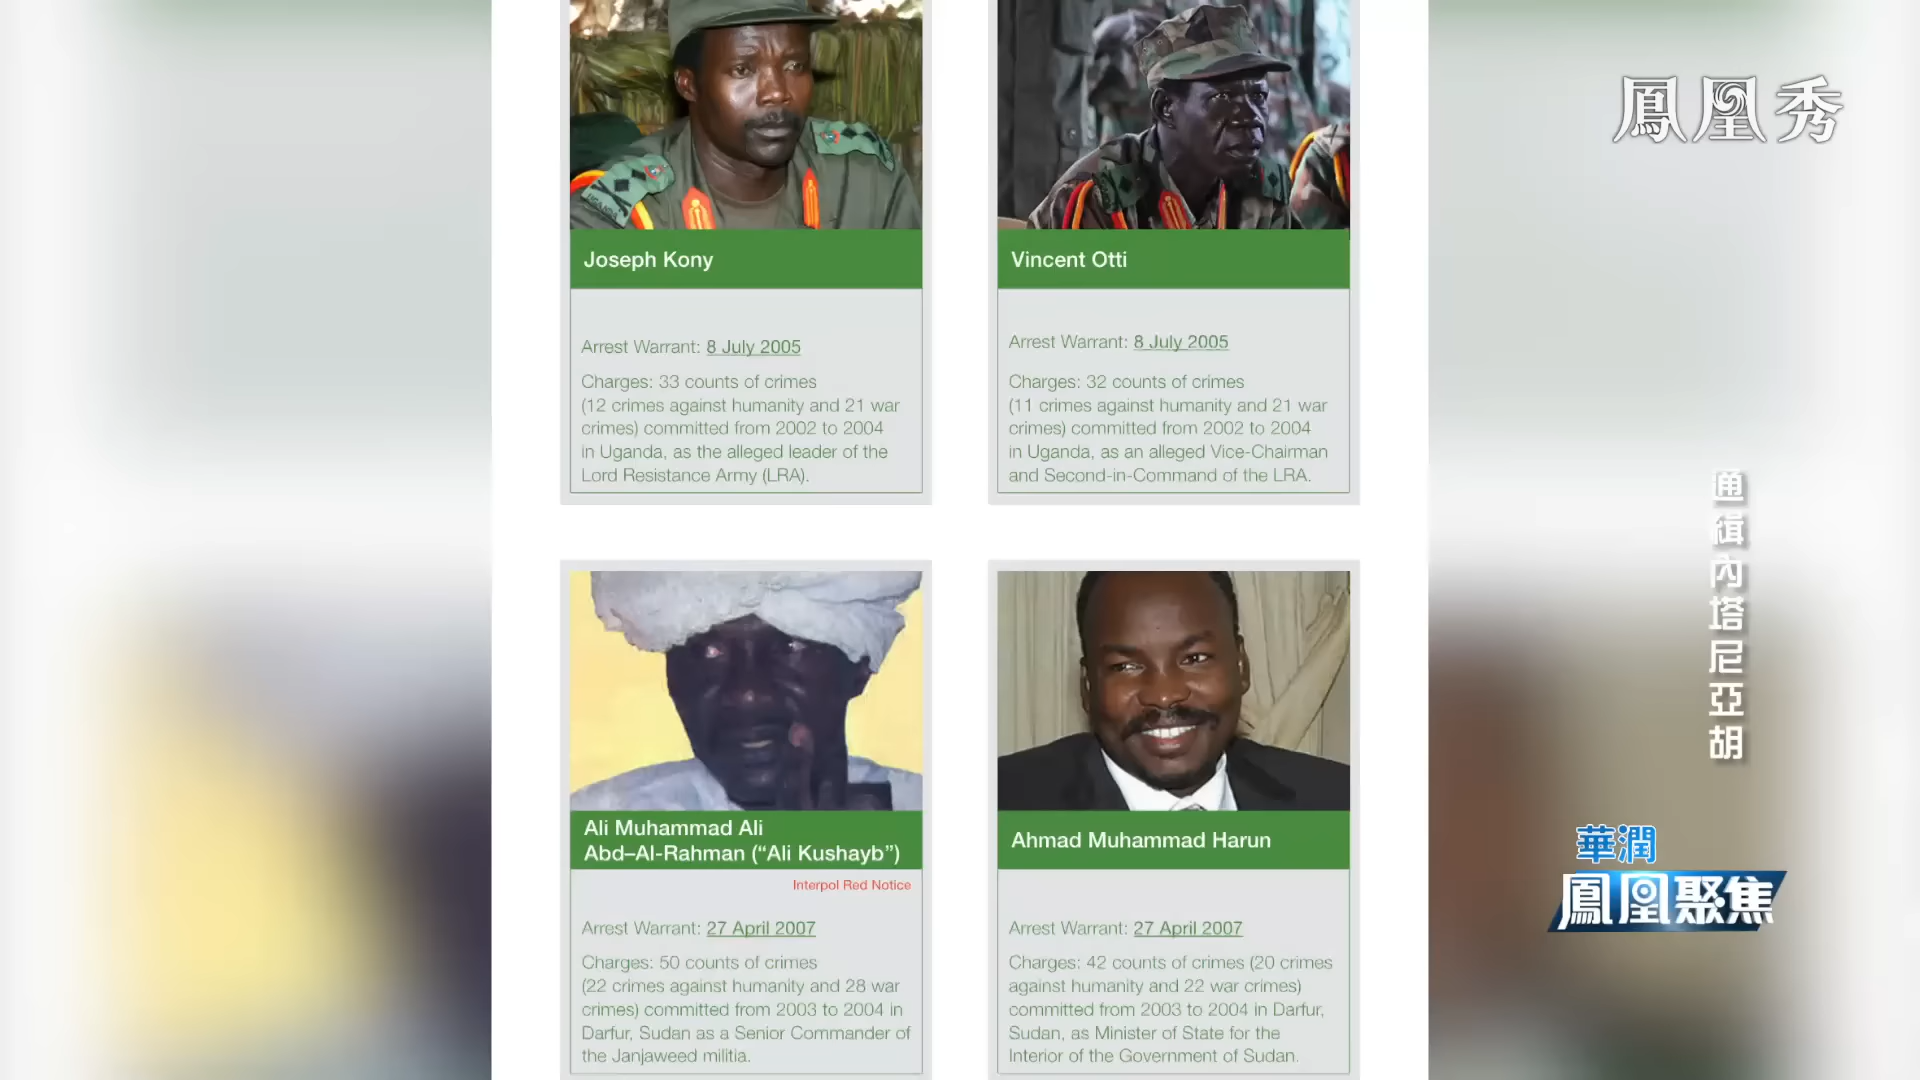 鳳凰秀
Joseph Kony
Arrest Warrant: 8 July 2005
Charges: 33 counts of crimes
(12 crimes against humanity and 21 war
crimes) committed from 2002 to 2004
in Uganda, as the alleged leader of the
Lord Resistance Army (LRA).
Vincent Otti
Arrest Warrant: 8 July 2005
Charges: 32 counts of crimes
(11 crimes against humanity and 21 war
crimes) committed from 2002 to 2004
in Uganda, as an alleged Vice-Chairman
and Second-in-Command of the LRA.
Ali Muhammad Ali
Abd–Al-Rahman (“Ali Kushayb”)
Interpol Red Notice
Arrest Warrant: 27 April 2007
Charges: 50 counts of crimes
(22 crimes against humanity and 28 war
crimes) committed from 2003 to 2004 in
Darfur, Sudan as a Senior Commander of
the Janjaweed militia.
Ahmad Muhammad Harun
Arrest Warrant: 27 April 2007
Charges: 42 counts of crimes (20 crimes
against humanity and 22 war crimes)
committed from 2003 to 2004 in Darfur,
Sudan, as Minister of State for the
Interior of the Government of Sudan.
通緝內塔尼亞胡
華潤
鳳凰聚焦